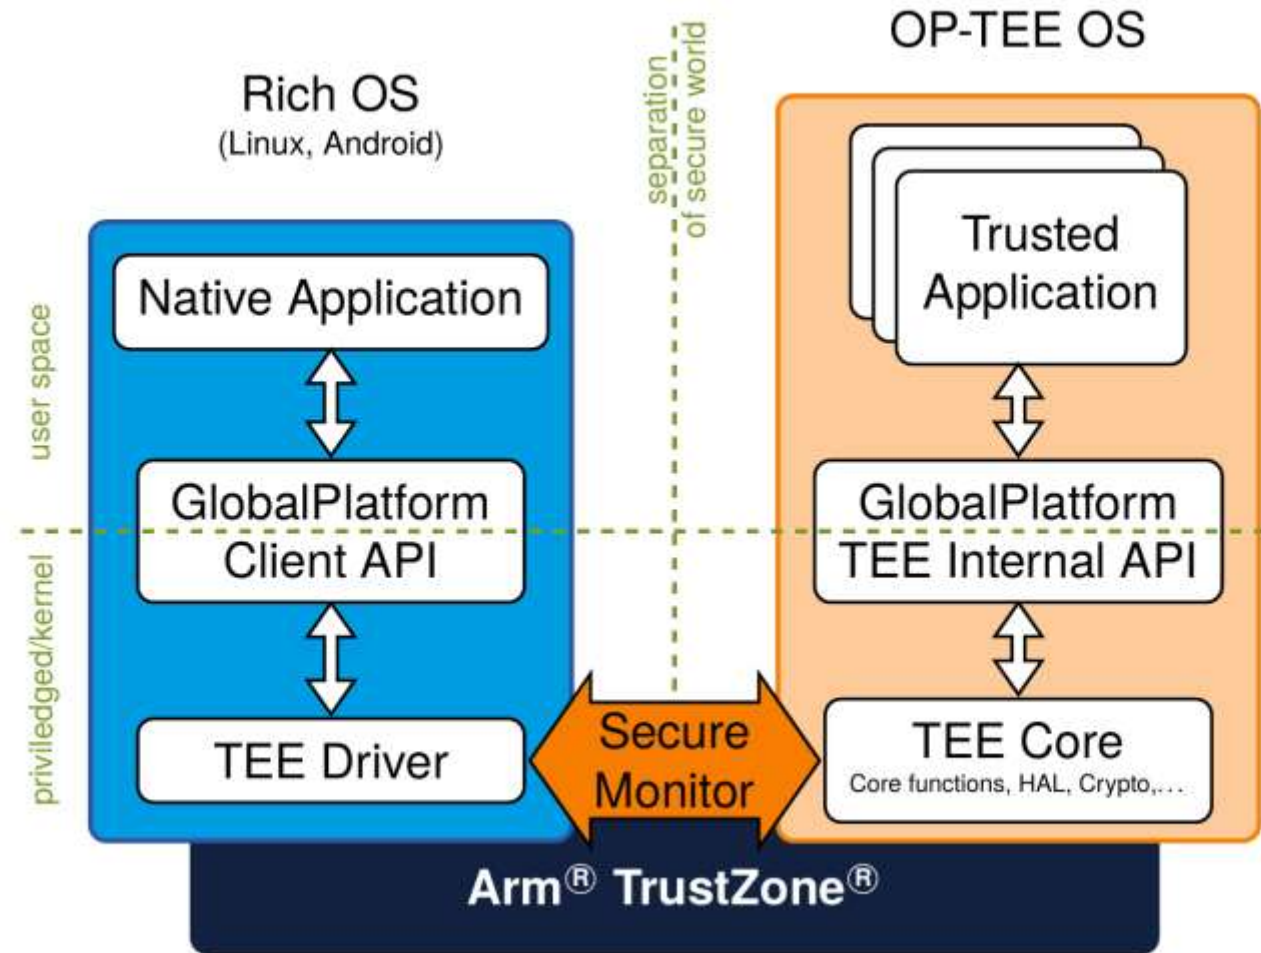 OP-TEE OS
Rich OS
(Linux, Android)
separation
of secure world
Native Application
Trusted
Application
user space
GlobalPlatform
Client API
GlobalPlatform
TEE Internal API
priviledged/kernel
TEE Driver
Secure
Monitor
TEE Core
Core functions, HAL, Crypto,...
Arm® TrustZone®